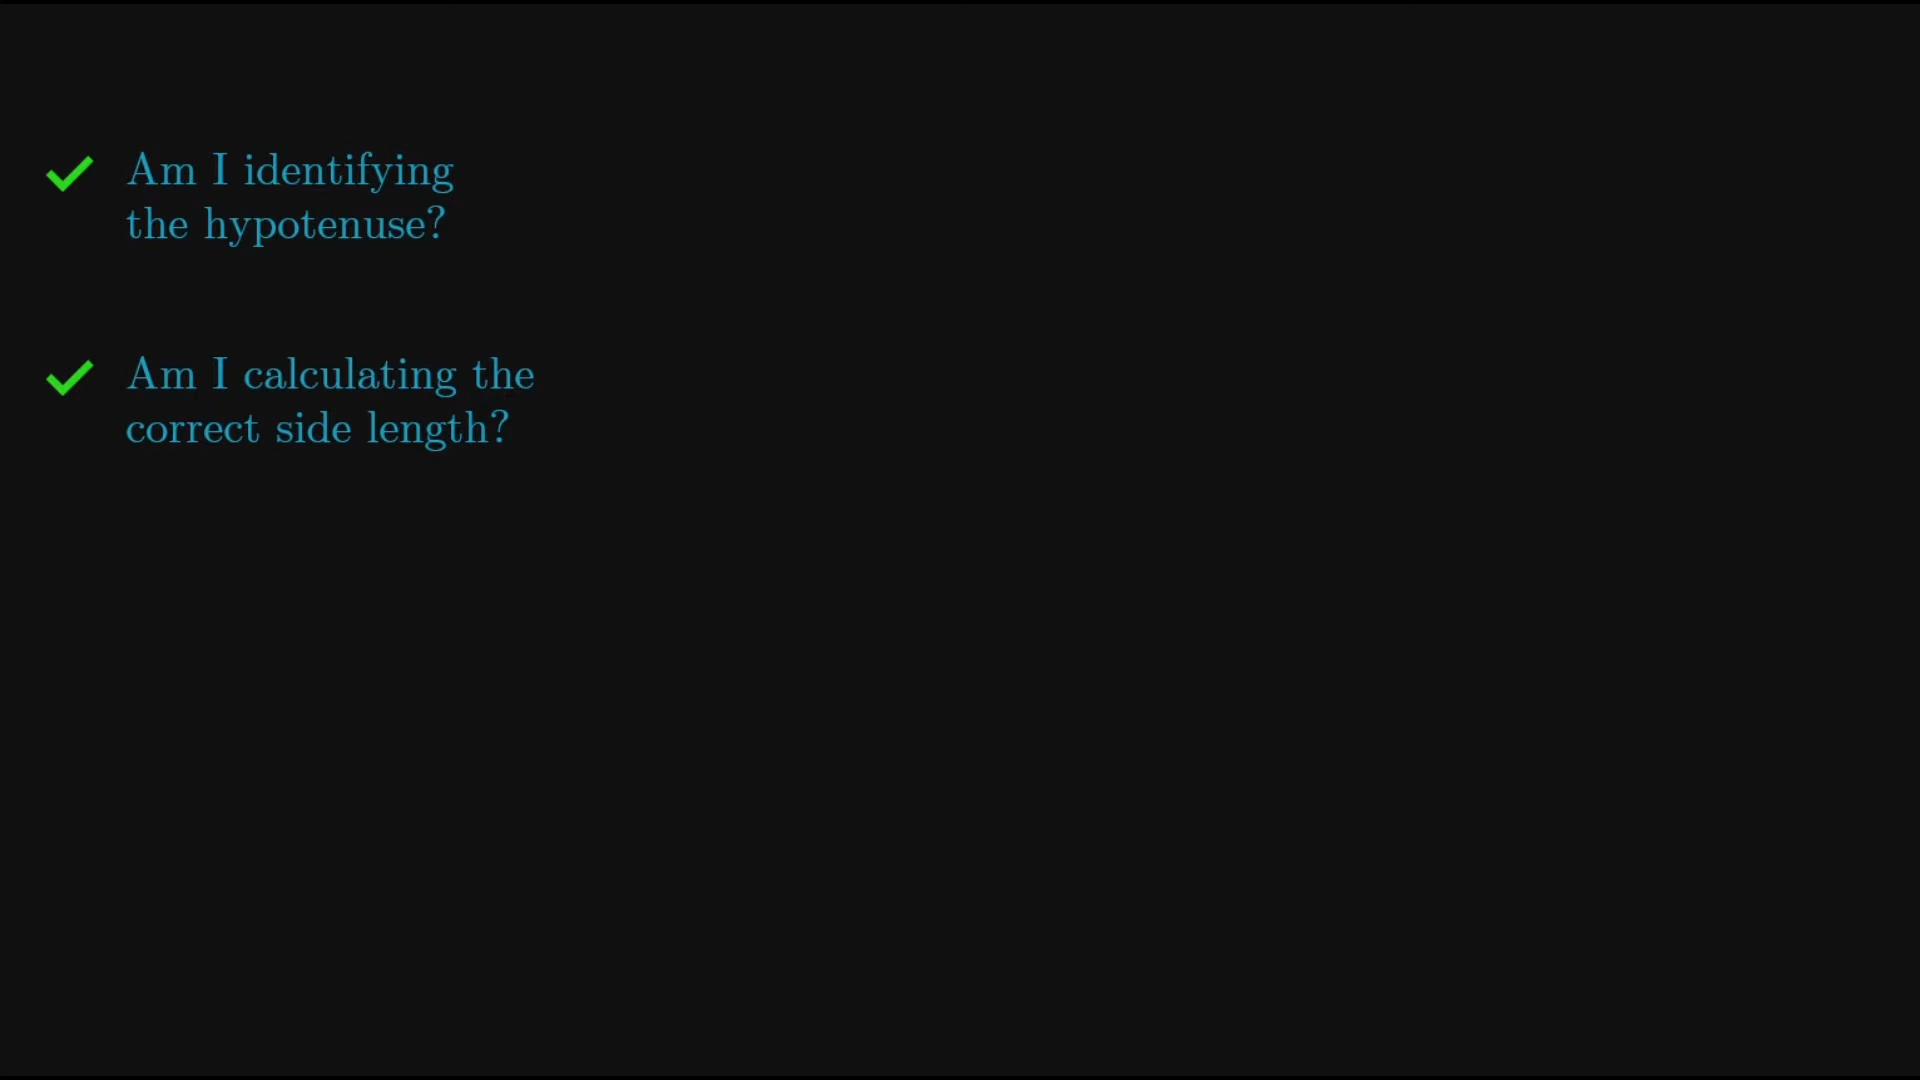 Am I identifying
the hypotenuse?
Am I calculating the
correct side length?